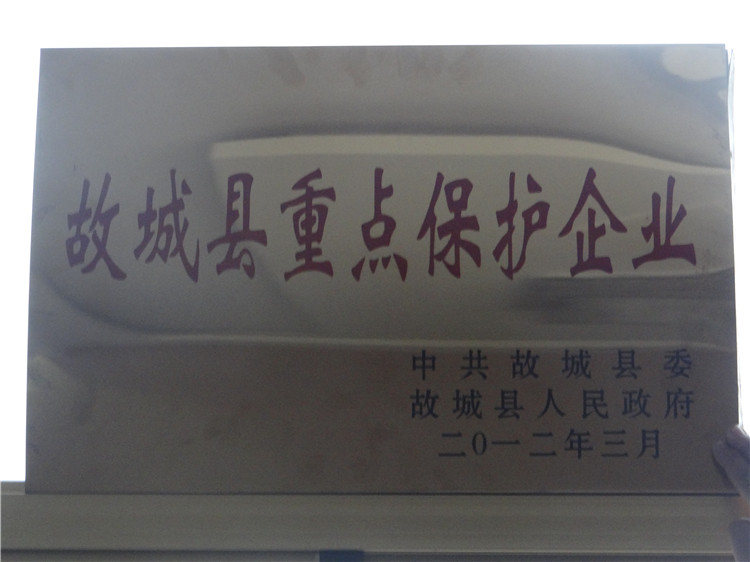 故城县重点保护企业
中共故城县委
故城县人民政府
二0一二年三月